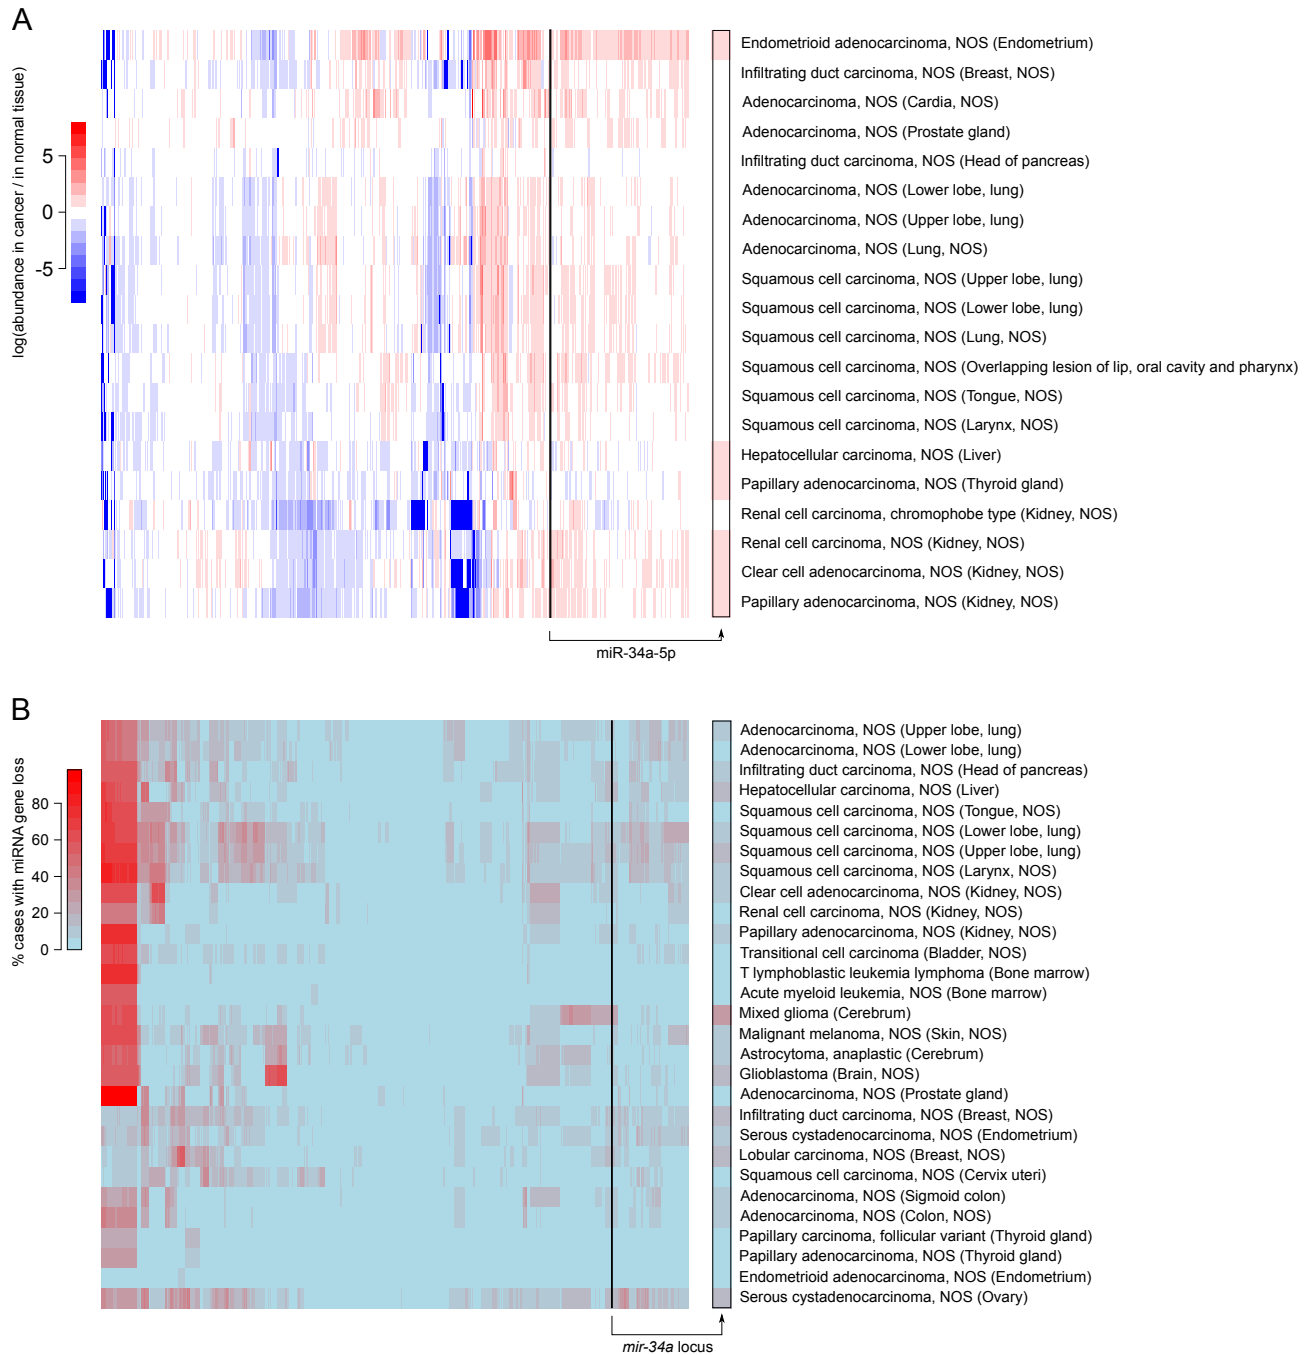 A
log(abundance in cancer / in normal tissue)
5
0
-5
Endometrioid adenocarcinoma, NOS (Endometrium)
Infiltrating duct carcinoma, NOS (Breast, NOS)
Adenocarcinoma, NOS (Cardia, NOS)
Adenocarcinoma, NOS (Prostate gland)
Infiltrating duct carcinoma, NOS (Head of pancreas)
Adenocarcinoma, NOS (Lower lobe, lung)
Adenocarcinoma, NOS (Upper lobe, lung)
Adenocarcinoma, NOS (Lung, NOS)
Squamous cell carcinoma, NOS (Upper lobe, lung)
Squamous cell carcinoma, NOS (Lower lobe, lung)
Squamous cell carcinoma, NOS (Lung, NOS)
Squamous cell carcinoma, NOS (Overlapping lesion of lip, oral cavity and pharynx)
Squamous cell carcinoma, NOS (Tongue, NOS)
Squamous cell carcinoma, NOS (Larynx, NOS)
Hepatocellular carcinoma, NOS (Liver)
Papillary adenocarcinoma, NOS (Thyroid gland)
Renal cell carcinoma, chromophobe type (Kidney, NOS)
Renal cell carcinoma, NOS (Kidney, NOS)
Clear cell adenocarcinoma, NOS (Kidney, NOS)
Papillary adenocarcinoma, NOS (Kidney, NOS)
miR-34a-5p
B
% cases with miRNA gene loss
80
60
40
20
0
Adenocarcinoma, NOS (Upper lobe, lung)
Adenocarcinoma, NOS (Lower lobe, lung)
Infiltrating duct carcinoma, NOS (Head of pancreas)
Hepatocellular carcinoma, NOS (Liver)
Squamous cell carcinoma, NOS (Tongue, NOS)
Squamous cell carcinoma, NOS (Lower lobe, lung)
Squamous cell carcinoma, NOS (Upper lobe, lung)
Squamous cell carcinoma, NOS (Larynx, NOS)
Clear cell adenocarcinoma, NOS (Kidney, NOS)
Renal cell carcinoma, NOS (Kidney, NOS)
Papillary adenocarcinoma, NOS (Kidney, NOS)
Transitional cell carcinoma (Bladder, NOS)
T lymphoblastic leukemia lymphoma (Bone marrow)
Acute myeloid leukemia, NOS (Bone marrow)
Mixed glioma (Cerebrum)
Malignant melanoma, NOS (Skin, NOS)
Astrocytoma, anaplastic (Cerebrum)
Glioblastoma (Brain, NOS)
Adenocarcinoma, NOS (Prostate gland)
Infiltrating duct carcinoma, NOS (Breast, NOS)
Serous cystadenocarcinoma, NOS (Endometrium)
Lobular carcinoma, NOS (Breast, NOS)
Squamous cell carcinoma, NOS (Cervix uteri)
Adenocarcinoma, NOS (Sigmoid colon)
Adenocarcinoma, NOS (Colon, NOS)
Papillary carcinoma, follicular variant (Thyroid gland)
Papillary adenocarcinoma, NOS (Thyroid gland)
Endometrioid adenocarcinoma, NOS (Endometrium)
Serous cystadenocarcinoma, NOS (Ovary)
mir-34a locus